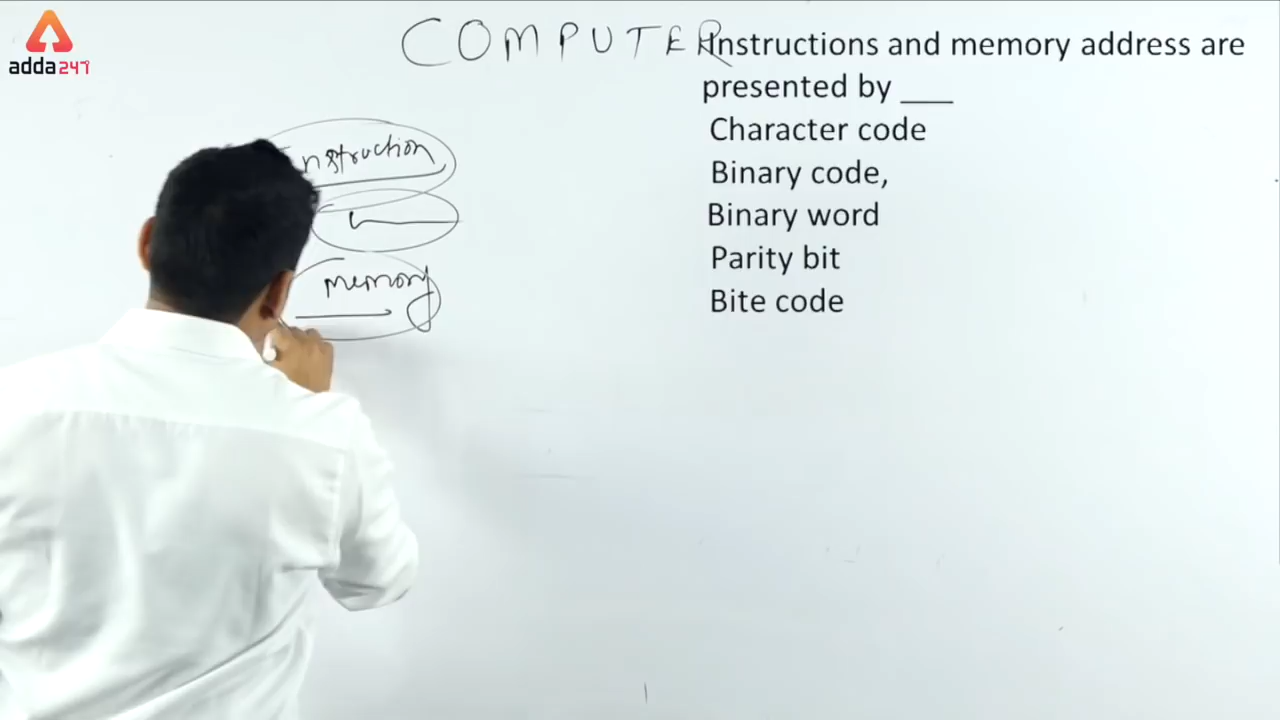 adda247
COMPUTER
Instructions and memory address are
presented by ___
Character code
Binary code,
Binary word
Parity bit
Bite code
nstruction
memory